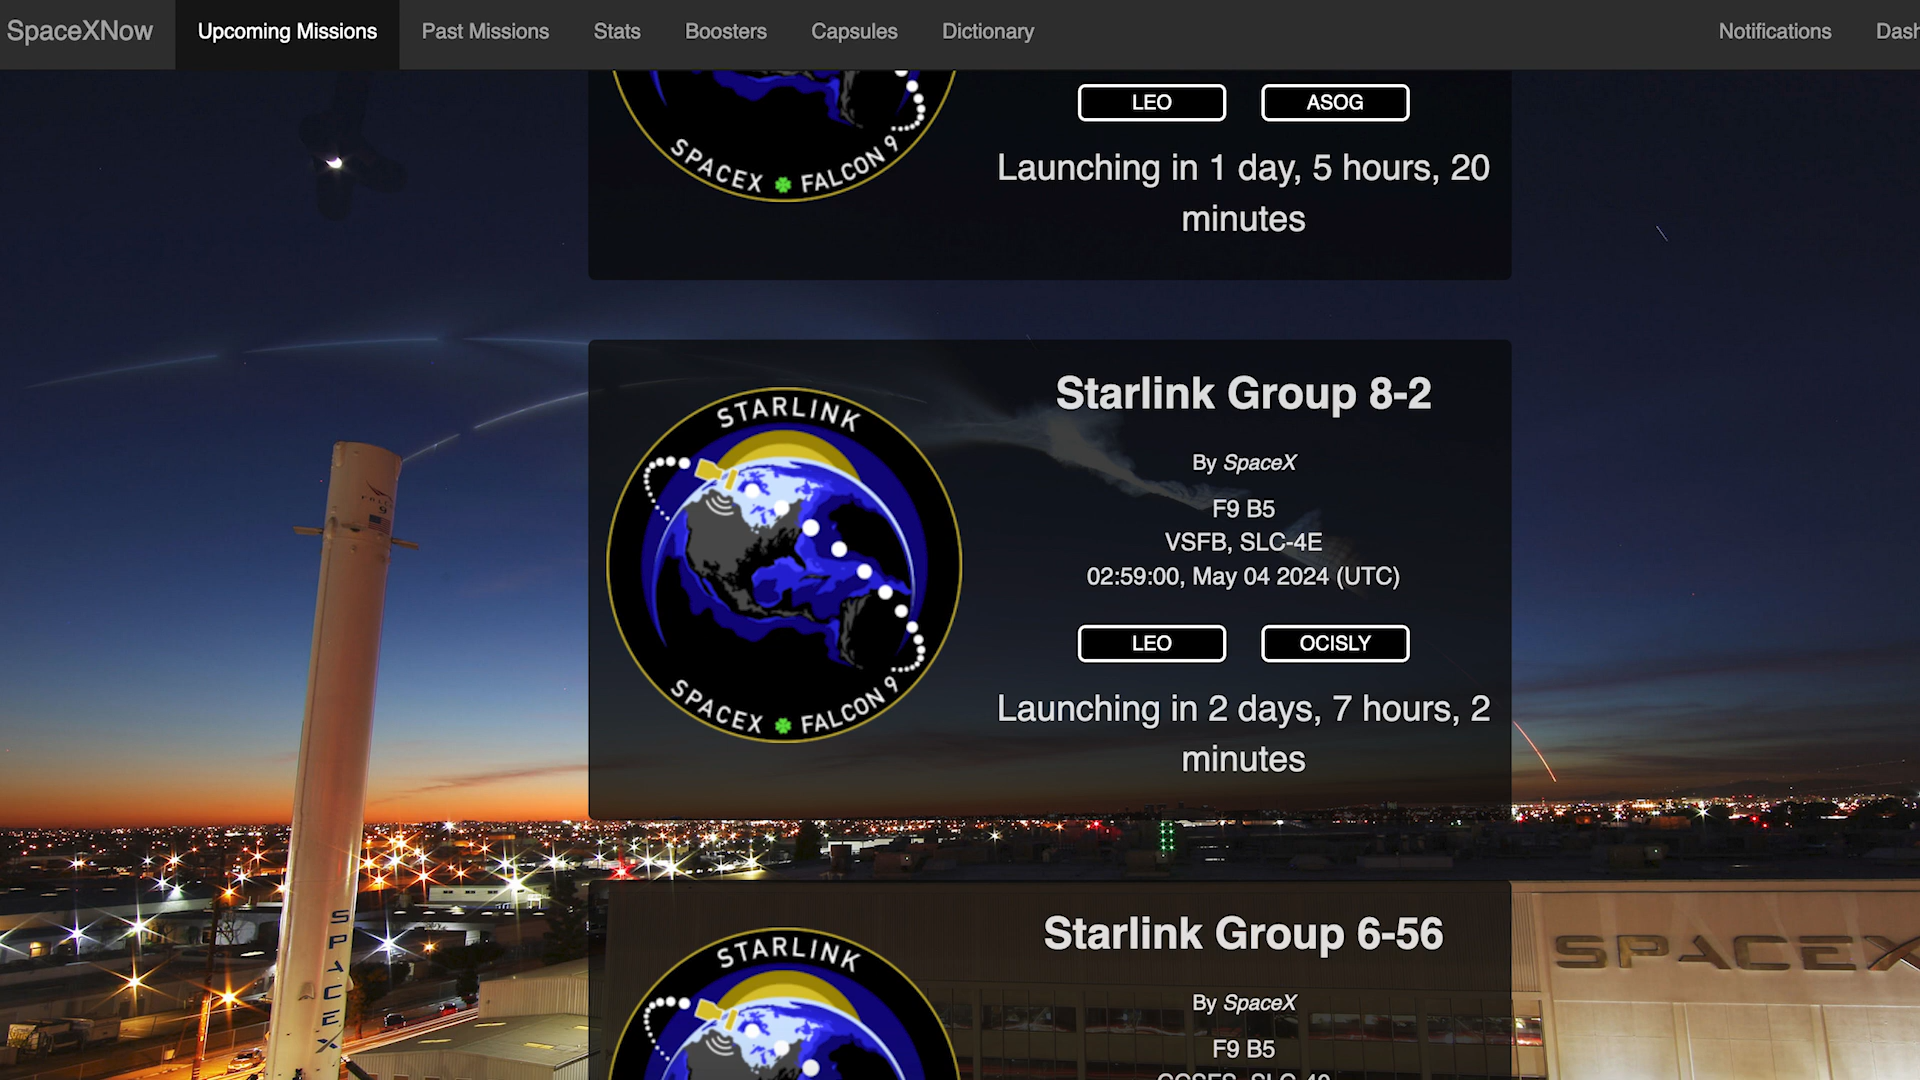 SpaceXNow Upcoming Missions Past Missions Stats Boosters Capsules Dictionary Notifications
LEO ASOG
SPACEX FALCON 9
Launching in 1 day, 5 hours, 20
minutes
Starlink Group 8-2
STARLINK
By SpaceX
F9 B5
VSFB, SLC-4E
02:59:00, May 04 2024 (UTC)
LEO OCISLY
SPACEX FALCON 9
Launching in 2 days, 7 hours, 2
minutes
Starlink Group 6-56
STARLINK
By SpaceX
F9 B5
SPACEX
SPACEX